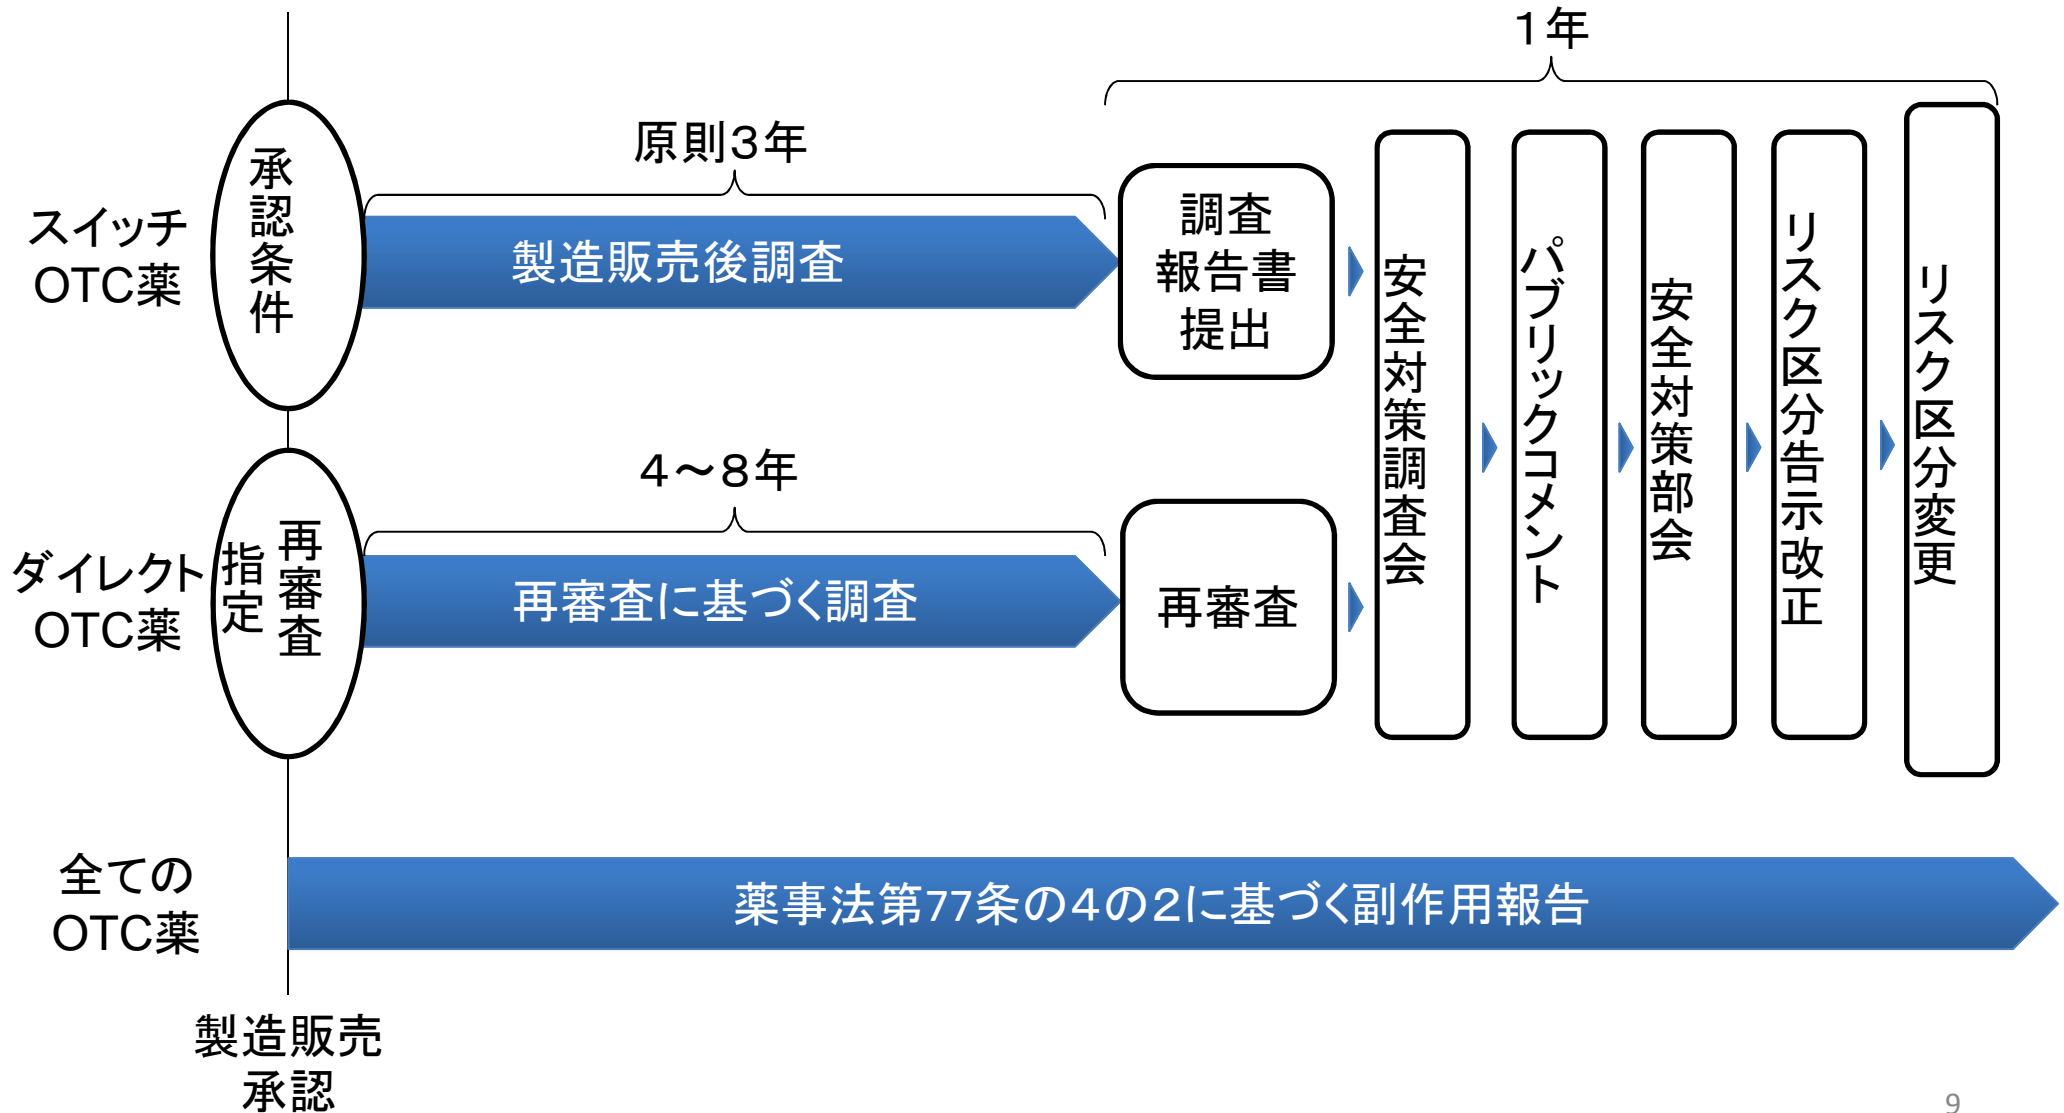 1年
原則3年
スイッチ
OTC薬
承認条件
製造販売後調査
調査
報告書
提出
安全対策調査会
パブリックコメント
安全対策部会
リスク区分告示改正
リスク区分変更
4～8年
ダイレクト
OTC薬
再審査
指定
再審査に基づく調査
再審査
全ての
OTC薬
薬事法第77条の4の2に基づく副作用報告
製造販売
承認
9